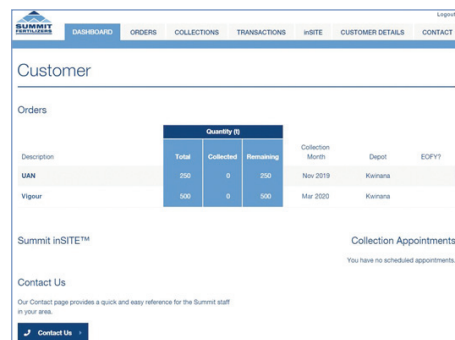 Logout
SUMMIT
FERTILIZERS
DASHBOARD ORDERS COLLECTIONS TRANSACTIONS inSITE CUSTOMER DETAILS CONTACT
Customer
Orders
Quantity (t)
Description Total Collected Remaining Collection Month Depot EOFY?
UAN 250 0 250 Nov 2019 Kwinana
Vigour 500 0 500 Mar 2020 Kwinana
Summit inSITE™ Collection Appointments
You have no scheduled appointments.
Contact Us
Our Contact page provides a quick and easy reference for the Summit staff
in your area.
Contact Us